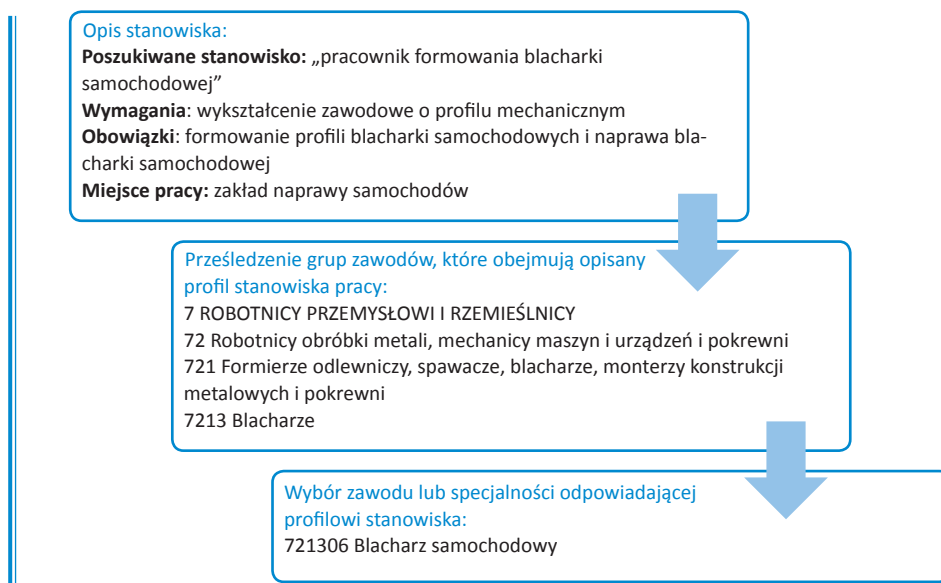 Opis stanowiska:
Poszukiwane stanowisko: „pracownik formowania blacharki
samochodowej”
Wymagania: wykształcenie zawodowe o profilu mechanicznym
Obowiązki: formowanie profili blacharki samochodowych i naprawa bla-
charki samochodowej
Miejsce pracy: zakład naprawy samochodów
Prześledzenie grup zawodów, które obejmują opisany
profil stanowiska pracy:
7 ROBOTNICY PRZEMYSŁOWI I RZEMIEŚLNICY
72 Robotnicy obróbki metali, mechanicy maszyn i urządzeń i pokrewni
721 Formierze odlewniczy, spawacze, blacharze, monterzy konstrukcji
metalowych i pokrewni
7213 Blacharze
Wybór zawodu lub specjalności odpowiadającej
profilowi stanowiska:
721306 Blacharz samochodowy